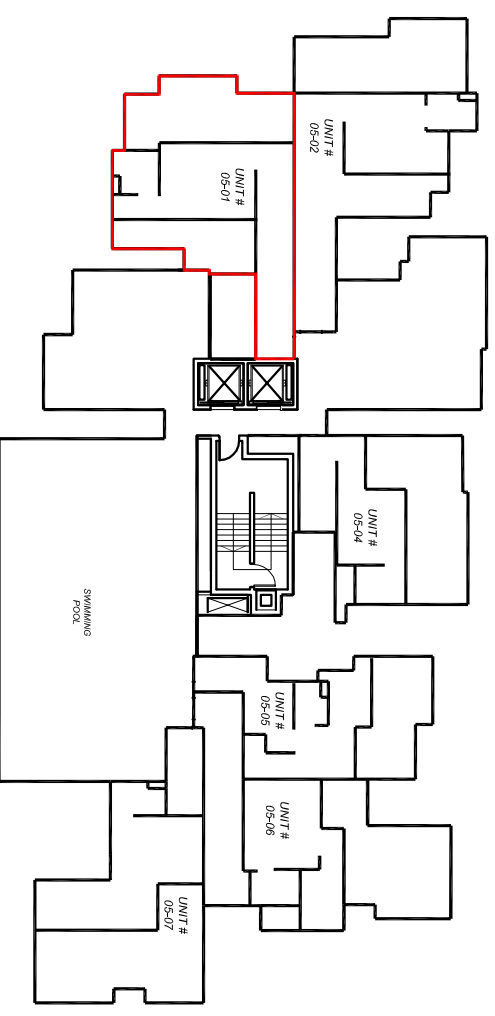 UNIT #
05-02
UNIT #
05-01
UNIT #
05-04
SWIMMING
POOL
UNIT #
05-05
UNIT #
05-06
UNIT #
05-07